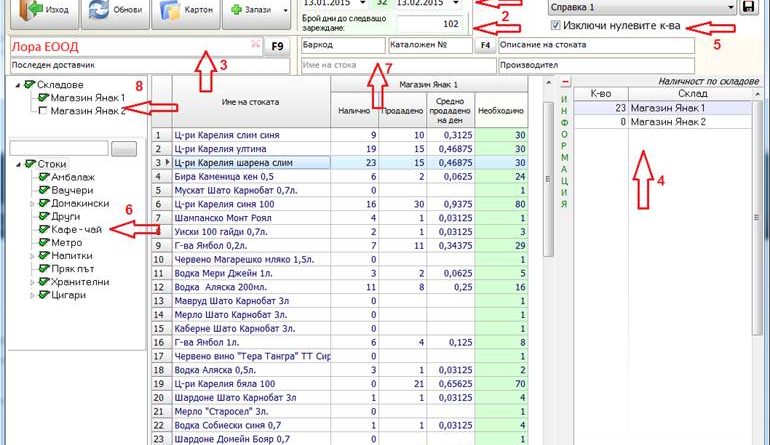 Изход Обнови Картон Запази
13.01.2015 32 13.02.2015
Брой дни до следващо зареждане: 102
Справка 1
Изключи нулевите к-ва
2
5
Лора ЕООД F9
Последен доставчик
3
Баркод Каталожен № F4 Описание на стоката
Име на стока Производител
7
Складове
Магазин Янак 1
Магазин Янак 2
8
Стоки
Амбалаж
Ваучери
Домакински
Други
Кафе - чай
Метро
Напитки
Пряк път
Хранителни
Цигари
6
Магазин Янак 1
Име на стоката Налично Продадено Средно продадено на ден Необходимо
1 Ц-ри Карелия слим синя 9 10 0,3125 30
2 Ц-ри Карелия ултима 19 15 0,46875 30
3 Ц-ри Карелия шарена слим 23 15 0,46875 30
4 Бира Каменица кен 0,5 6 2 0,0625 24
5 Мускат Шато Карнобат 0,7л. 0 1
6 Ц-ри Карелия синя 100 16 30 0,9375 80
7 Шампанско Монт Роял 4 1 0,03125 1
8 Уиски 100 гайди 0,7л. 2 1 0,03125 3
9 Г-ва Ямбол 0,2л. 7 11 0,34375 29
10 Червено Магарешко мляко 1,5л. 0 1
11 Водка Мери Джейн 1л. 3 2 0,0625 5
12 Водка Аляска 200мл. 11 8 0,25 16
13 Мавруд Шато Карнобат 3л 0 1
14 Мерло Шато Карнобат 3л 0 1
15 Каберне Шато Карнобат 3л 0 1
16 Г-ва Ямбол 1л. 6 4 0,125 8
17 Червено вино "Тера Тангра" ТТ Сир 0 1
18 Водка Аляска 0,5л. 3 1 0,03125 2
19 Ц-ри Карелия бяла 100 0 21 0,65625 70
20 Шардоне Шато Карнобат 3л 1 1 0,03125 4
21 Мерло "Старосел" 3л. 0 1
22 Водка Собиески синя 0,7 1 1 0,03125 4
23 Шардоне Домейн Бояр 0,7 0 1
ИНФОРМАЦИЯ
Наличност по складове
К-во Склад
23 Магазин Янак 1
0 Магазин Янак 2
4